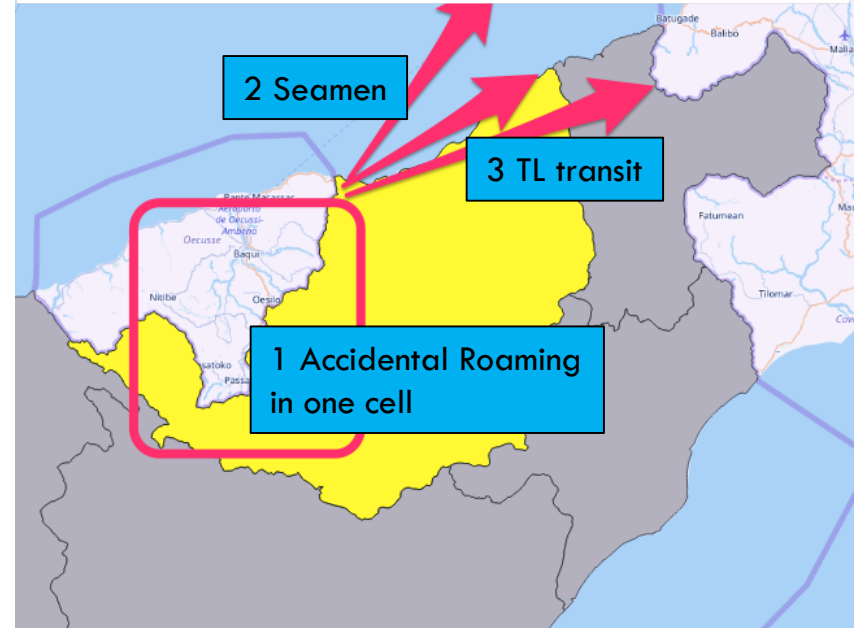 Batugade
Balibo
Malia
2 Seamen
3 TL transit
Pante Macassar
Aeroporto
de Oecussi-
Ambeno
Oecusse
Baqui
Fatumean
Nitibe
Oesilo
Tilomar
1 Accidental Roaming
in one cell
satoko
Passa